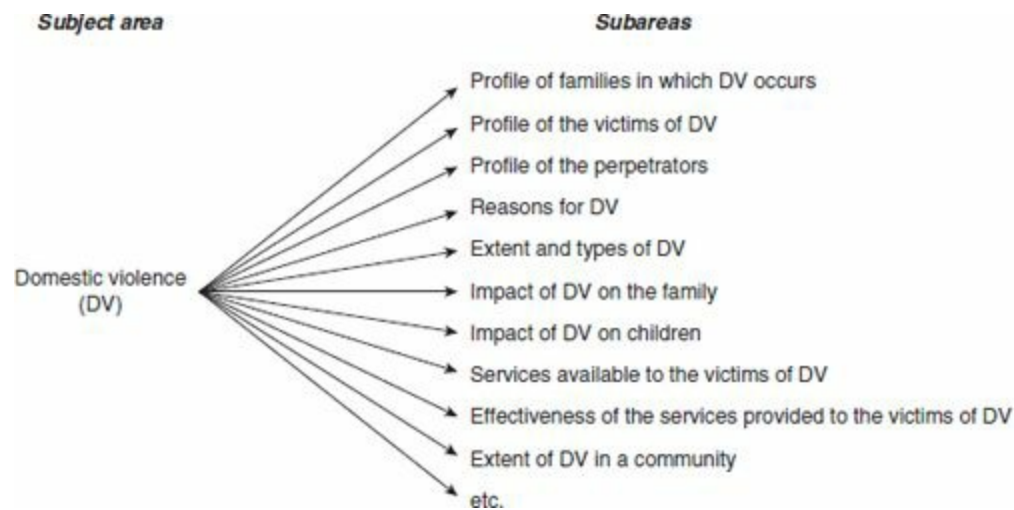 Subject area
Subareas
Profile of families in which DV occurs
Profile of the victims of DV
Profile of the perpetrators
Reasons for DV
Extent and types of DV
Domestic violence
(DV)
Impact of DV on the family
Impact of DV on children
Services available to the victims of DV
Effectiveness of the services provided to the victims of DV
Extent of DV in a community
etc.